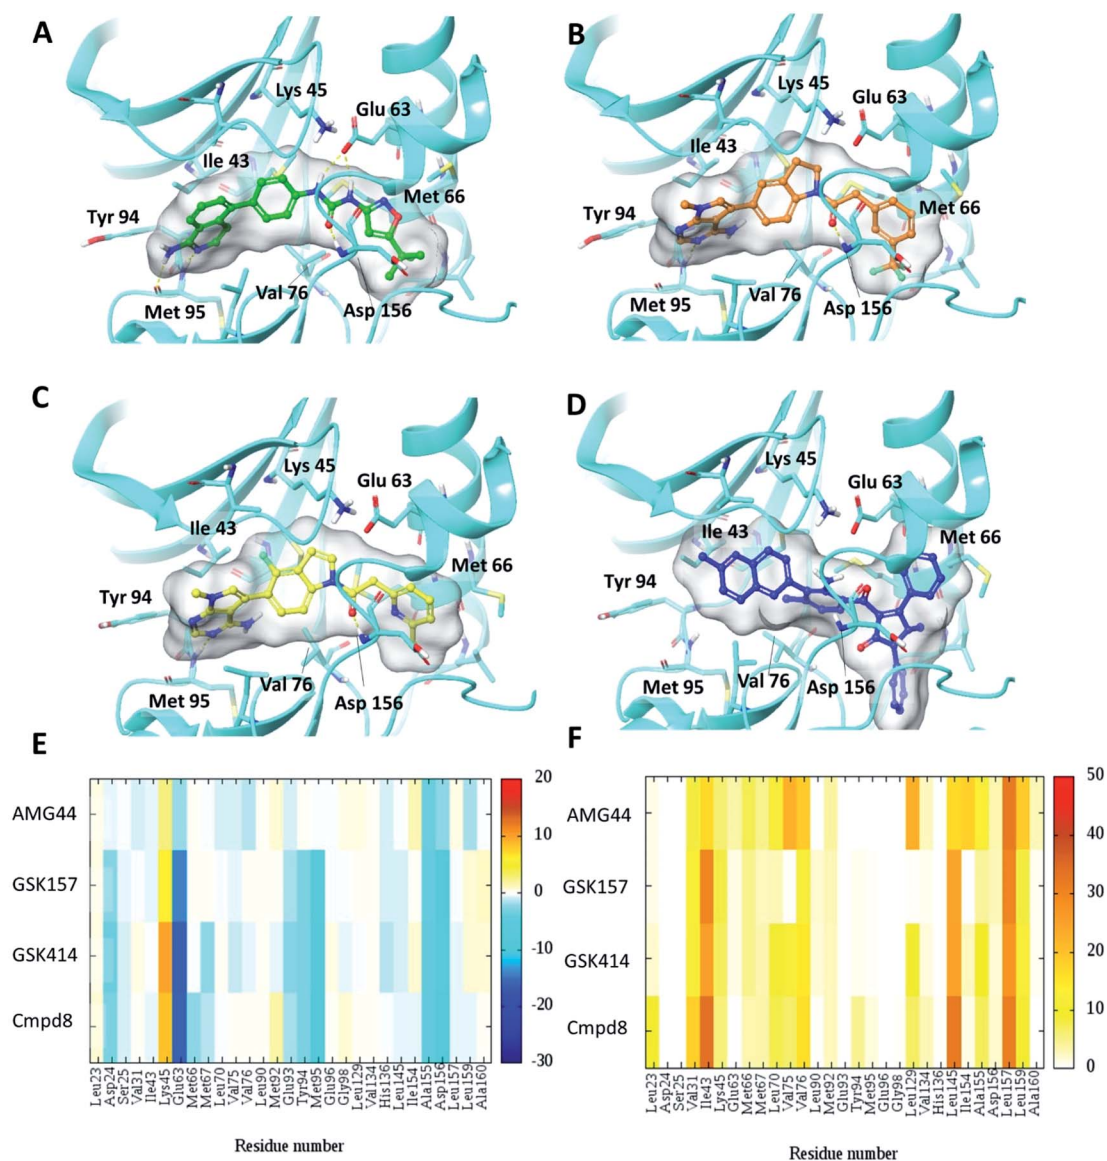 A
Lys 45
Glu 63
Ile 43
Met 66
Tyr 94
Val 76
Met 95
Asp 156
B
Lys 45
Glu 63
Ile 43
Met 66
Tyr 94
Val 76
Met 95
Asp 156
C
Lys 45
Glu 63
Ile 43
Met 66
Tyr 94
Val 76
Met 95
Asp 156
D
Lys 45
Glu 63
Ile 43
Met 66
Tyr 94
Met 95
Val 76
Asp 156
E
AMG44
GSK157
GSK414
Cmpd8
20
10
0
-10
-20
-30
Leu23
Asp24
Ser25
Val31
Ile43
Lys45
Glu63
Met66
Met67
Leu70
Val75
Val76
Leu90
Met92
Glu93
Tyr94
Met95
Glu96
Gly98
Leu129
Val134
His136
Leu145
Ile154
Ala155
Asp156
Leu157
Leu159
Ala160
Residue number
F
AMG44
GSK157
GSK414
Cmpd8
50
40
30
20
10
0
Leu23
Asp24
Ser25
Val31
Ile43
Lys45
Glu63
Met66
Met67
Leu70
Val75
Val76
Leu90
Met92
Glu93
Tyr94
Met95
Glu96
Gly98
Leu129
Val134
His136
Leu145
Ile154
Ala155
Asp156
Leu157
Leu159
Ala160
Residue number